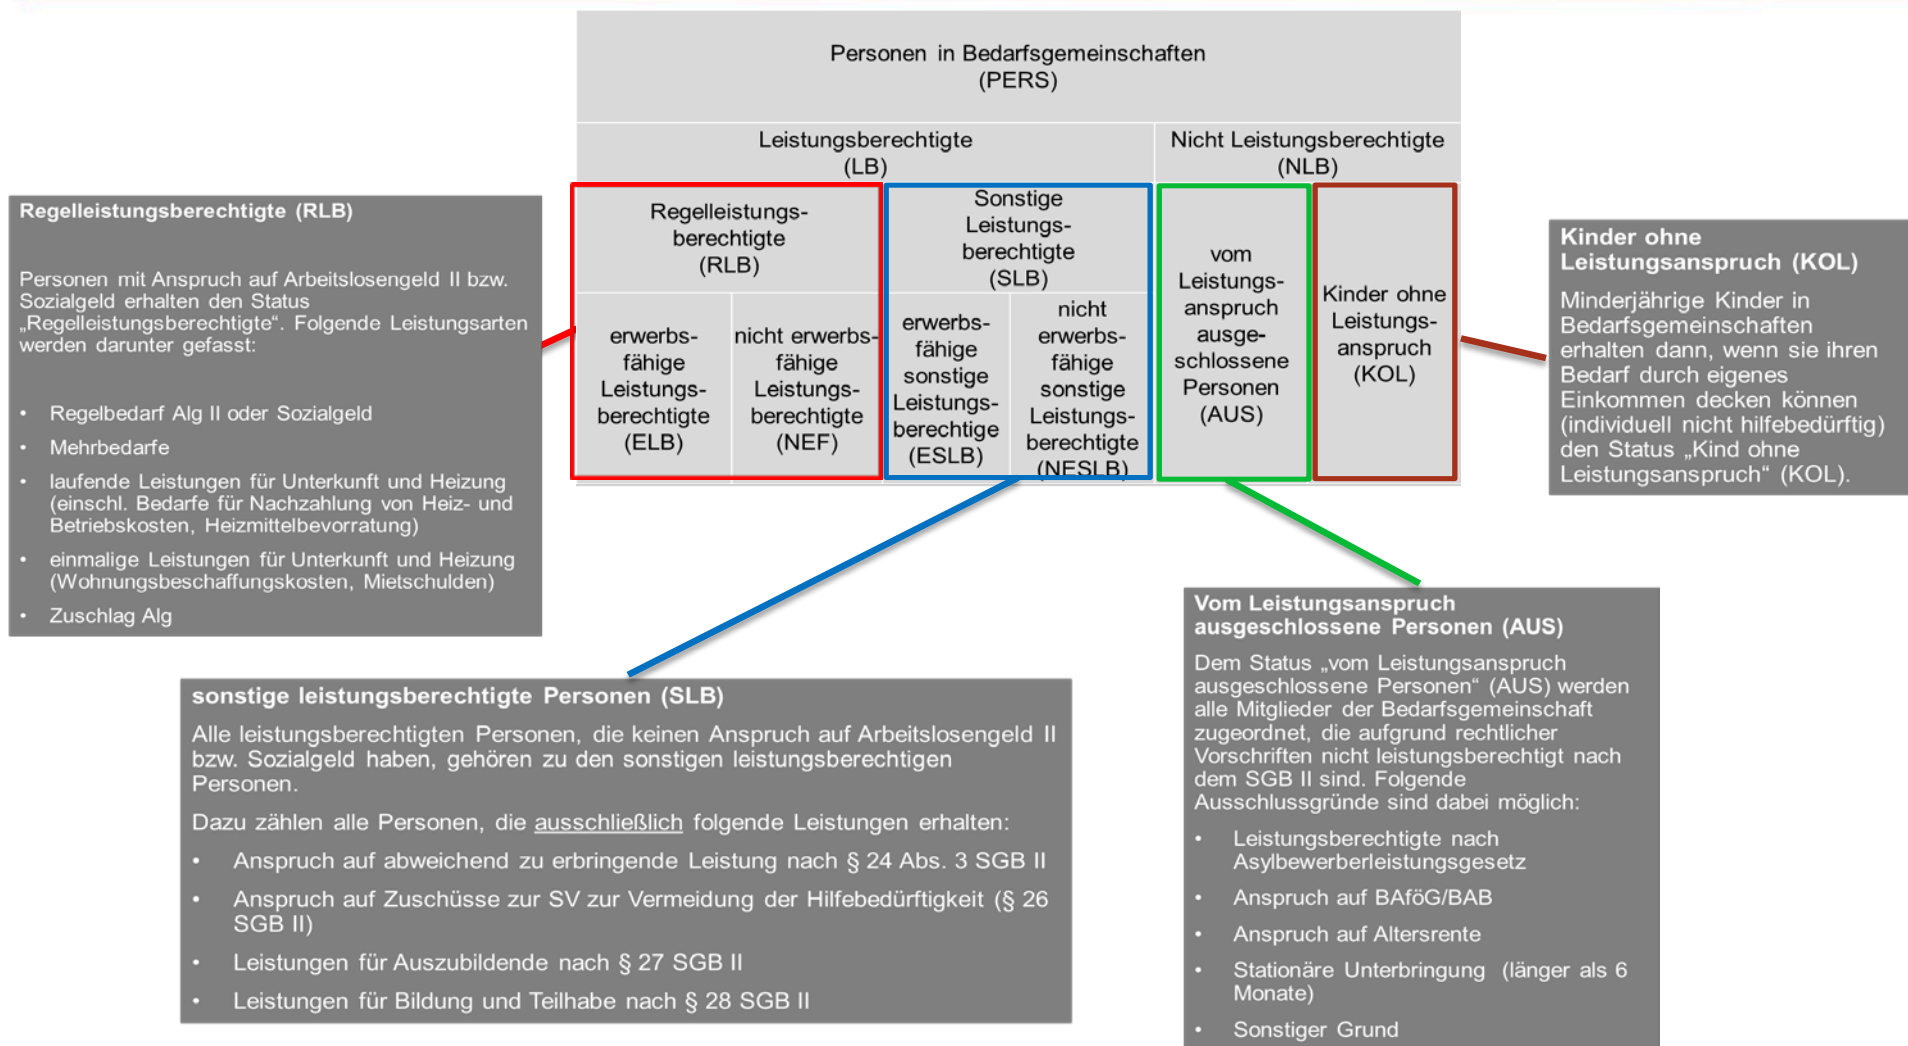 Personen in Bedarfsgemeinschaften
(PERS)
Leistungsberechtigte
(LB)
Nicht Leistungsberechtigte
(NLB)
Regelleistungs-
berechtigte
(RLB)
Sonstige
Leistungs-
berechtigte
(SLB)
erwerbs-
fähige
Leistungs-
berechtigte
(ELB)
nicht erwerbs-
fähige
Leistungs-
berechtigte
(NEF)
erwerbs-
fähige
sonstige
Leistungs-
berechtige
(ESLB)
nicht
erwerbs-
fähige
sonstige
Leistungs-
berechtigte
(NESLB)
vom
Leistungs-
anspruch
ausge-
schlossene
Personen
(AUS)
Kinder ohne
Leistungs-
anspruch
(KOL)
Regelleistungsberechtigte (RLB)
Personen mit Anspruch auf Arbeitslosengeld II bzw.
Sozialgeld erhalten den Status
„Regelleistungsberechtigte“. Folgende Leistungsarten
werden darunter gefasst:
• Regelbedarf Alg II oder Sozialgeld
• Mehrbedarfe
• laufende Leistungen für Unterkunft und Heizung
(einschl. Bedarfe für Nachzahlung von Heiz- und
Betriebskosten, Heizmittelbevorratung)
• einmalige Leistungen für Unterkunft und Heizung
(Wohnungsbeschaffungskosten, Mietschulden)
• Zuschlag Alg
Kinder ohne
Leistungsanspruch (KOL)
Minderjährige Kinder in
Bedarfsgemeinschaften
erhalten dann, wenn sie ihren
Bedarf durch eigenes
Einkommen decken können
(individuell nicht hilfebedürftig)
den Status „Kind ohne
Leistungsanspruch“ (KOL).
sonstige leistungsberechtigte Personen (SLB)
Alle leistungsberechtigten Personen, die keinen Anspruch auf Arbeitslosengeld II
bzw. Sozialgeld haben, gehören zu den sonstigen leistungsberechtigen
Personen.
Dazu zählen alle Personen, die ausschließlich folgende Leistungen erhalten:
• Anspruch auf abweichend zu erbringende Leistung nach § 24 Abs. 3 SGB II
• Anspruch auf Zuschüsse zur SV zur Vermeidung der Hilfebedürftigkeit (§ 26
SGB II)
• Leistungen für Auszubildende nach § 27 SGB II
• Leistungen für Bildung und Teilhabe nach § 28 SGB II
Vom Leistungsanspruch
ausgeschlossene Personen (AUS)
Dem Status „vom Leistungsanspruch
ausgeschlossene Personen“ (AUS) werden
alle Mitglieder der Bedarfsgemeinschaft
zugeordnet, die aufgrund rechtlicher
Vorschriften nicht leistungsberechtigt nach
dem SGB II sind. Folgende
Ausschlussgründe sind dabei möglich:
• Leistungsberechtigte nach
Asylbewerberleistungsgesetz
• Anspruch auf BAföG/BAB
• Anspruch auf Altersrente
• Stationäre Unterbringung (länger als 6
Monate)
• Sonstiger Grund